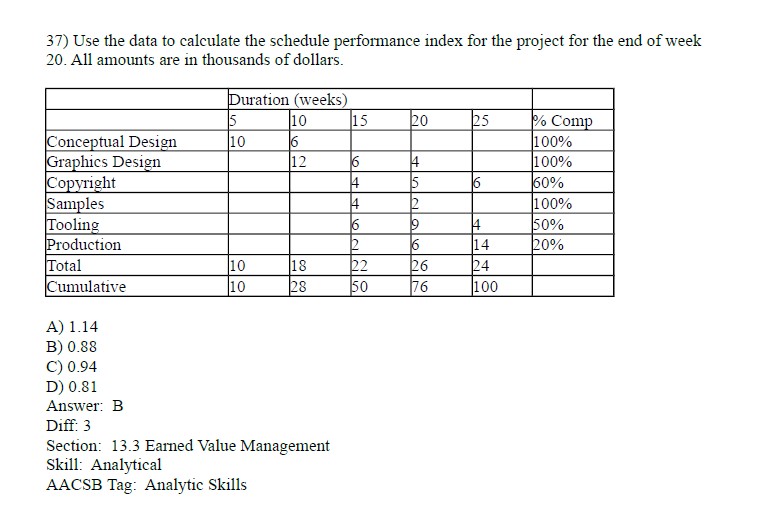 37) Use the data to calculate the schedule performance index for the project for the end of week
20. All amounts are in thousands of dollars.
Duration (weeks)
5 10 15 20 25 % Comp
Conceptual Design 10 6 100%
Graphics Design 12 6 4 100%
Copyright 4 5 6 60%
Samples 4 2 100%
Tooling 6 9 4 50%
Production 2 6 14 20%
Total 10 18 22 26 24
Cumulative 10 28 50 76 100
A) 1.14
B) 0.88
C) 0.94
D) 0.81
Answer: B
Diff: 3
Section: 13.3 Earned Value Management
Skill: Analytical
AACSB Tag: Analytic Skills